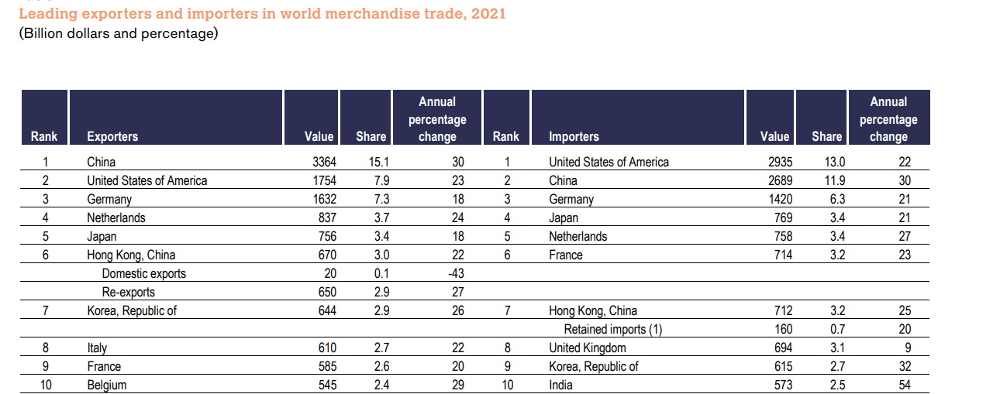 Leading exporters and importers in world merchandise trade, 2021
(Billion dollars and percentage)
Rank Exporters Value Share Annual percentage change Rank Importers Value Share Annual percentage change
1 China 3364 15.1 30 1 United States of America 2935 13.0 22
2 United States of America 1754 7.9 23 2 China 2689 11.9 30
3 Germany 1632 7.3 18 3 Germany 1420 6.3 21
4 Netherlands 837 3.7 24 4 Japan 769 3.4 21
5 Japan 756 3.4 18 5 Netherlands 758 3.4 27
6 Hong Kong, China 670 3.0 22 6 France 714 3.2 23
Domestic exports 20 0.1 -43
Re-exports 650 2.9 27
7 Korea, Republic of 644 2.9 26 7 Hong Kong, China 712 3.2 25
Retained imports (1) 160 0.7 20
8 Italy 610 2.7 22 8 United Kingdom 694 3.1 9
9 France 585 2.6 20 9 Korea, Republic of 615 2.7 32
10 Belgium 545 2.4 29 10 India 573 2.5 54